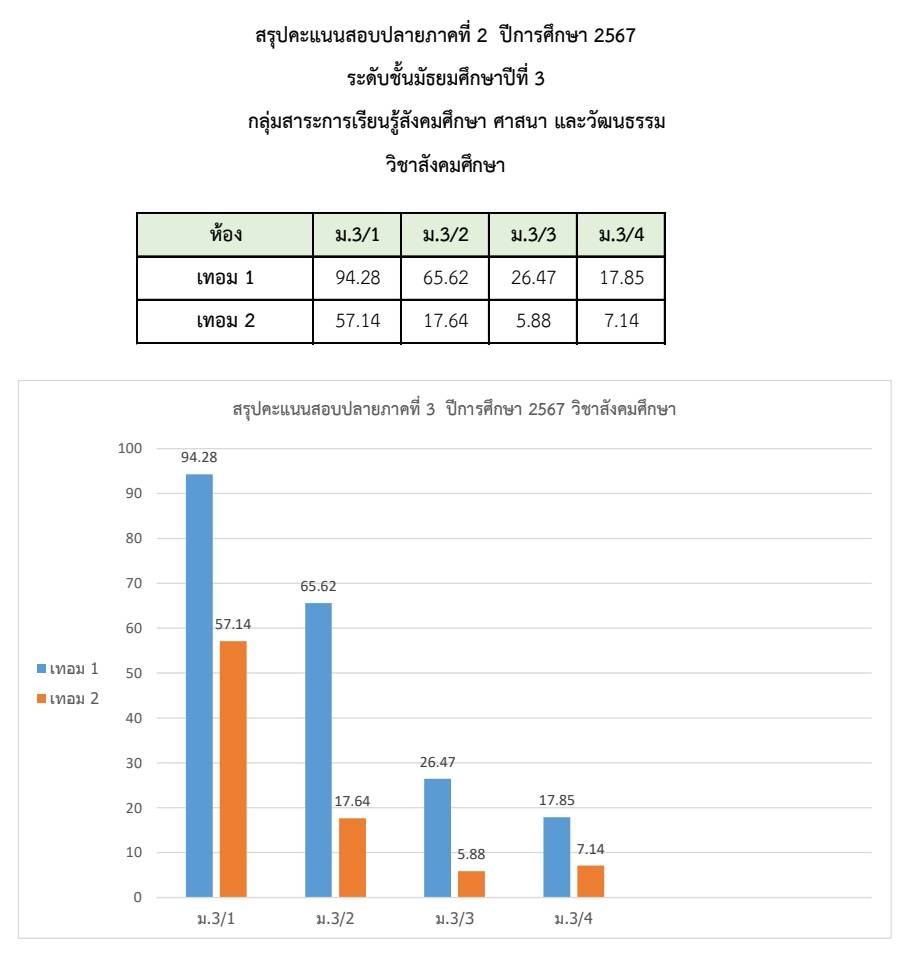 สรุปคะแนนสอบปลายภาคที่ 2 ปีการศึกษา 2567
ระดับชั้นมัธยมศึกษาปีที่ 3
กลุ่มสาระการเรียนรู้สังคมศึกษา ศาสนา และวัฒนธรรม
วิชาสังคมศึกษา
ห้อง ม.3/1 ม.3/2 ม.3/3 ม.3/4
เทอม 1 94.28 65.62 26.47 17.85
เทอม 2 57.14 17.64 5.88 7.14
สรุปคะแนนสอบปลายภาคที่ 3 ปีการศึกษา 2567 วิชาสังคมศึกษา
100
94.28
90
80
70
65.62
60
57.14
เทอม 1
50
เทอม 2
40
30
26.47
20
17.64
17.85
10
5.88
7.14
0
ม.3/1 ม.3/2 ม.3/3 ม.3/4